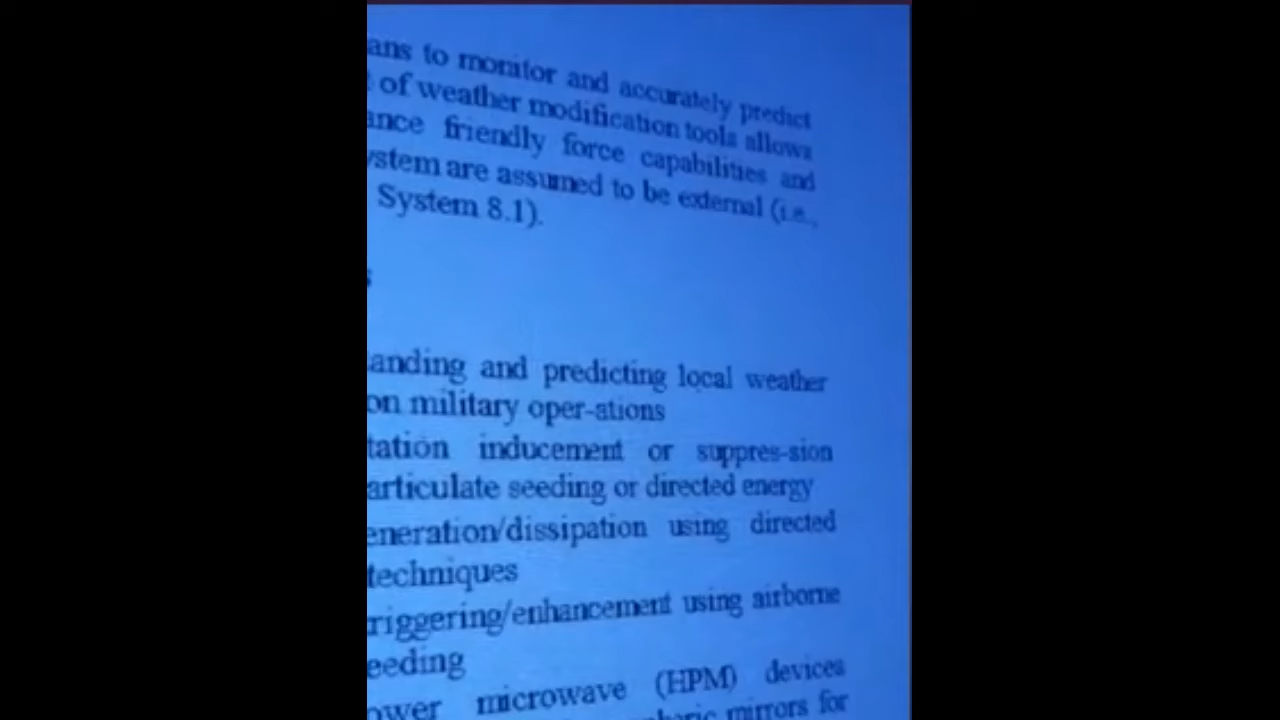 ans to monitor and accurately predict
of weather modification tools allows
ance friendly force capabilities and
ystem are assumed to be external (i.e.,
System 8.1).
s
anding and predicting local weather
on military oper-ations
tation inducement or suppres-sion
articulate seeding or directed energy
eneration/dissipation using directed
techniques
riggering/enhancement using airborne
eeding
ower microwave (HPM) devices
pheric mirrors for